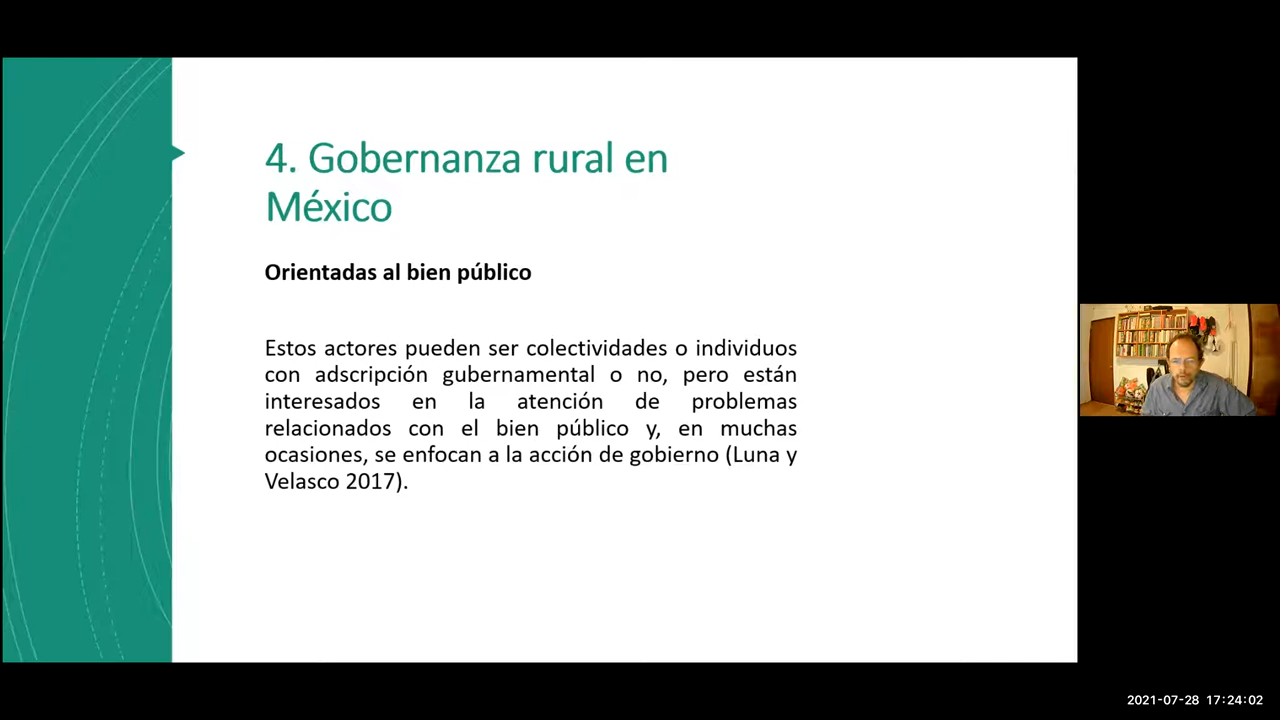 4. Gobernanza rural en
México
Orientadas al bien público
Estos actores pueden ser colectividades o individuos
con adscripción gubernamental o no, pero están
interesados en la atención de problemas
relacionados con el bien público y, en muchas
ocasiones, se enfocan a la acción de gobierno (Luna y
Velasco 2017).
2021-07-28 17:24:02